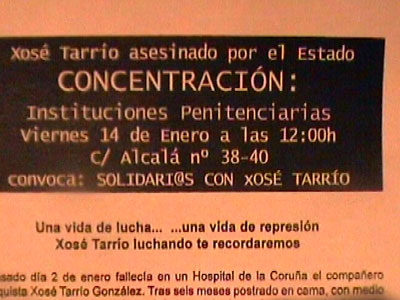 Xosé Tarrío asesinado por el Estado
CONCENTRACIÓN:
Instituciones Penitenciarias
Viernes 14 de Enero a las 12:00h
C/ Alcalá nº 38-40
convoca: SOLIDARI@S CON XOSÉ TARRÍO
Una vida de lucha... ...una vida de represión
Xosé Tarrío luchando te recordaremos
sado día 2 de enero fallecía en un Hospital de la Coruña el compañero
quista Xosé Tarrío González. Tras seis meses postrado en cama, con medio